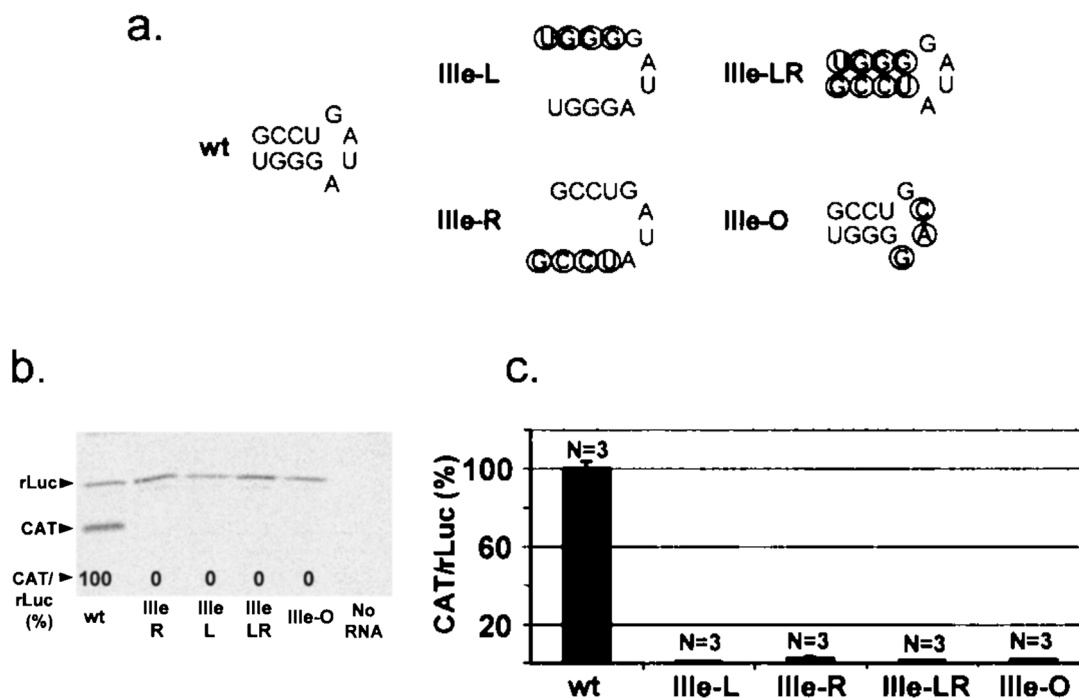 a.
wt
GCCU
UGGG
G
A
U
A
IIIe-L
UGGGG
A
U
UGGGA
IIIe-R
GCCUG
A
U
GCCUA
IIIe-LR
UGGG
GCCU
G
A
U
A
IIIe-O
GCCU
UGGG
G
C
A
G
b.
rLuc
CAT
CAT/
rLuc
(%)
100 0 0 0 0
wt IIIe R IIIe L IIIe LR IIIe-O No RNA
c.
CAT/rLuc (%)
100
60
20
N=3 N=3 N=3 N=3 N=3
wt IIIe-L IIIe-R IIIe-LR IIIe-O